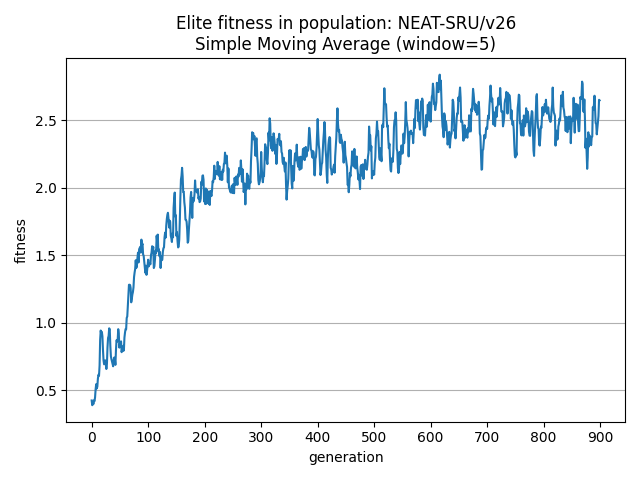 Elite fitness in population: NEAT-SRU/v26
Simple Moving Average (window=5)
fitness
2.5
2.0
1.5
1.0
0.5
0 100 200 300 400 500 600 700 800 900
generation